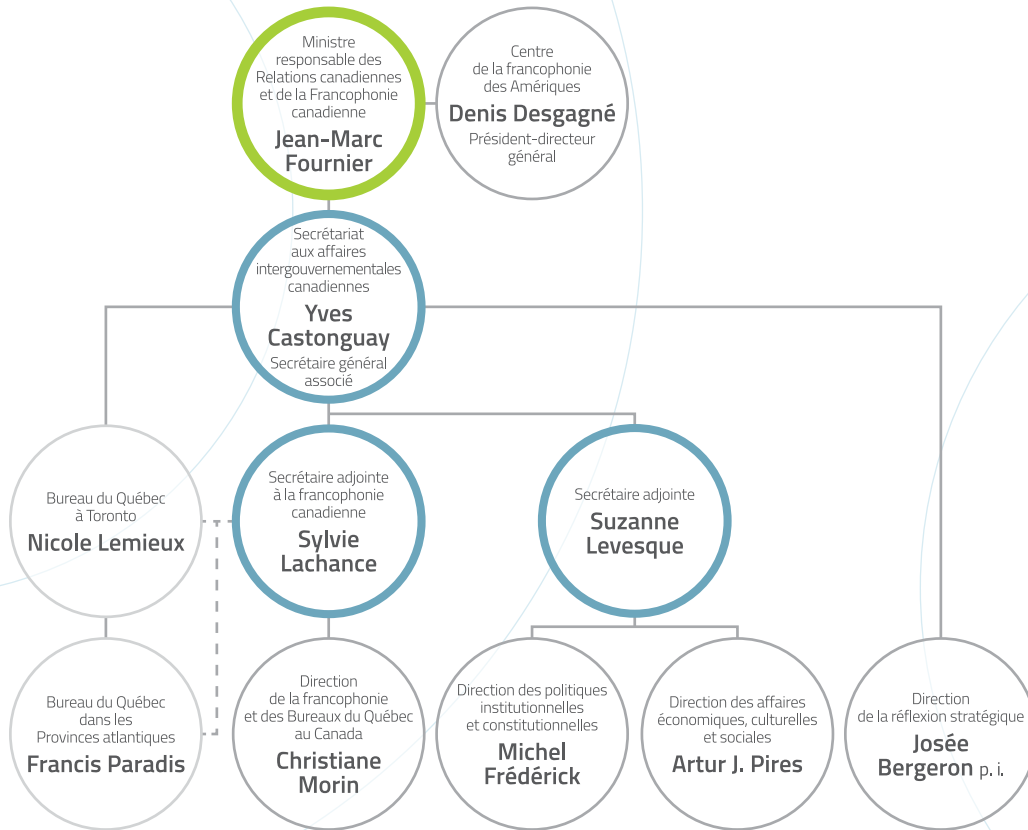 Ministre
responsable des
Relations canadiennes
et de la Francophonie
canadienne
Jean-Marc
Fournier
Centre
de la francophonie
des Amériques
Denis Desgagné
Président-directeur
général
Secrétariat
aux affaires
intergouvernementales
canadiennes
Yves
Castonguay
Secrétaire général
associé
Bureau du Québec
à Toronto
Nicole Lemieux
Secrétaire adjointe
à la francophonie
canadienne
Sylvie
Lachance
Secrétaire adjointe
Suzanne
Levesque
Bureau du Québec
dans les
Provinces atlantiques
Francis Paradis
Direction
de la francophonie
et des Bureaux du Québec
au Canada
Christiane
Morin
Direction des politiques
institutionnelles
et constitutionnelles
Michel
Frédérick
Direction des affaires
économiques, culturelles
et sociales
Artur J. Pires
Direction
de la réflexion stratégique
Josée
Bergeron p. i.